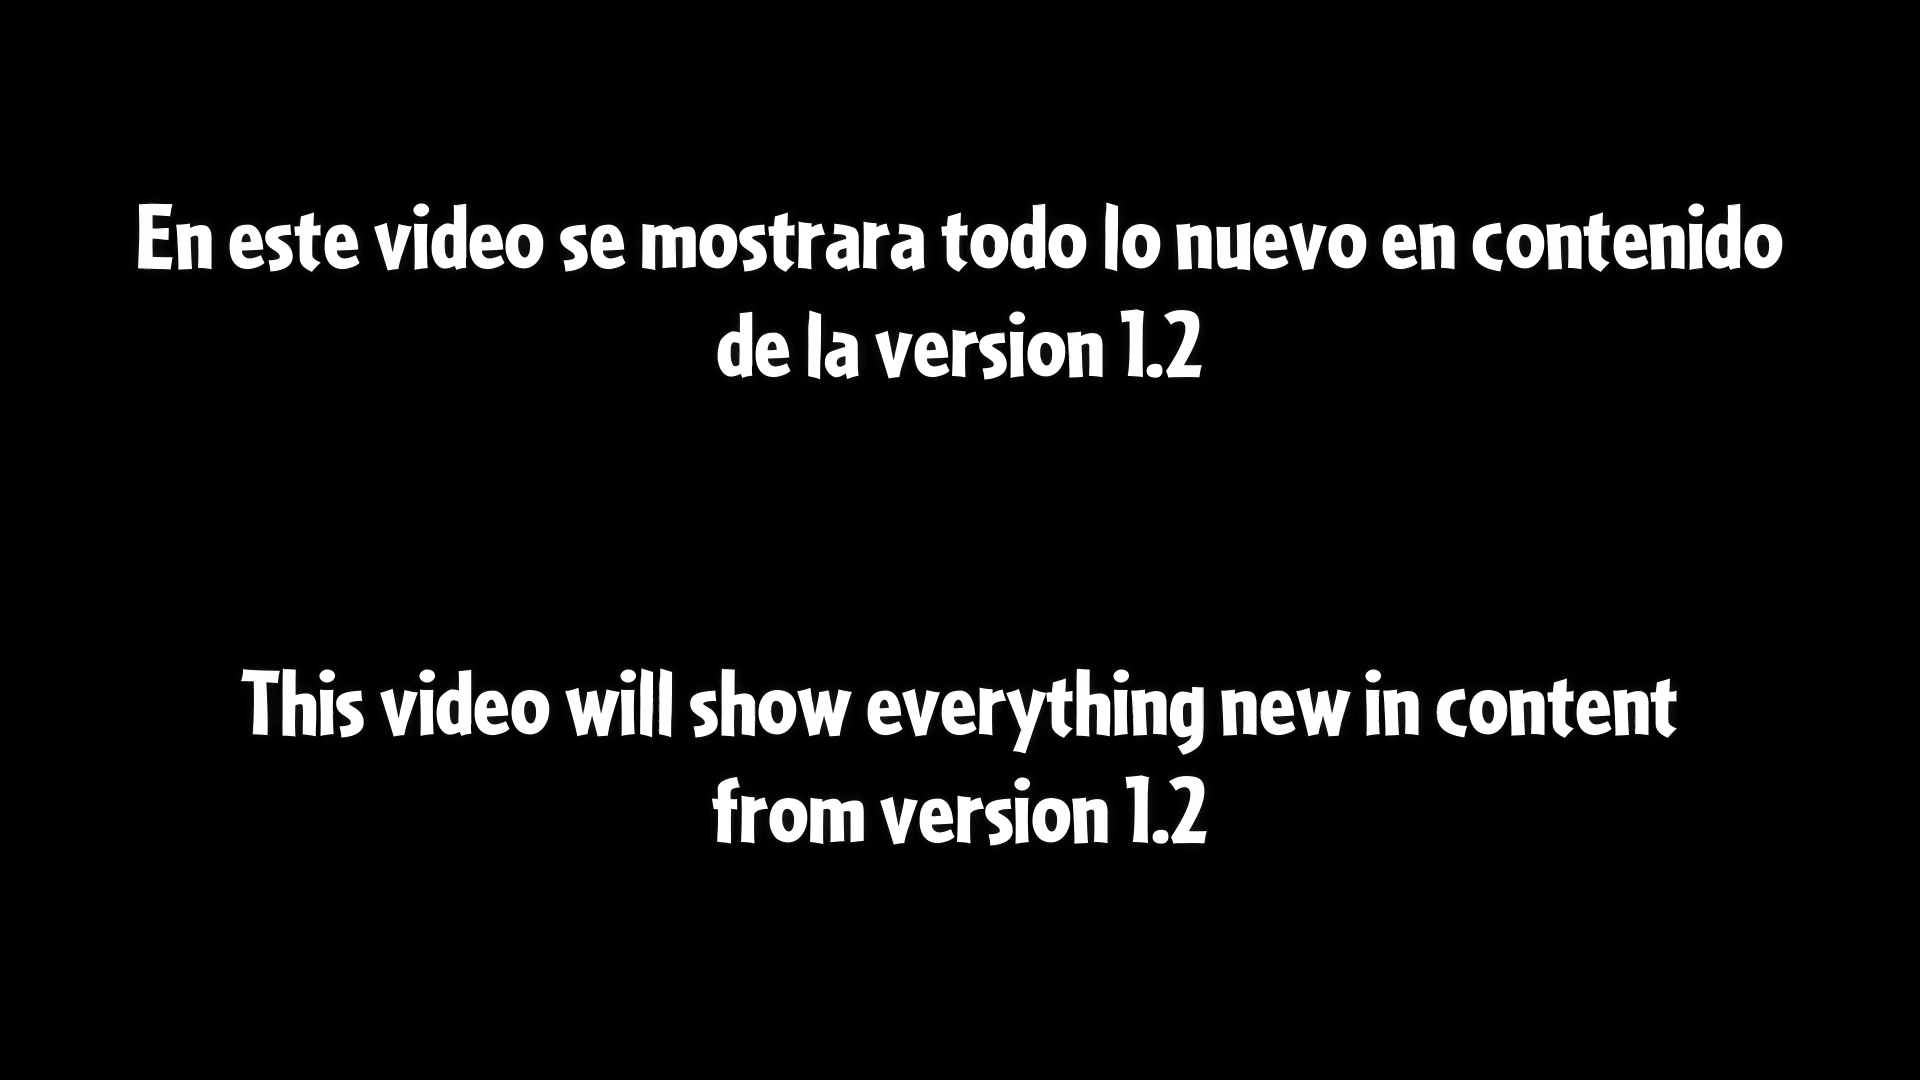 En este video se mostrara todo lo nuevo en contenido
de la version 1.2
This video will show everything new in content
from version 1.2